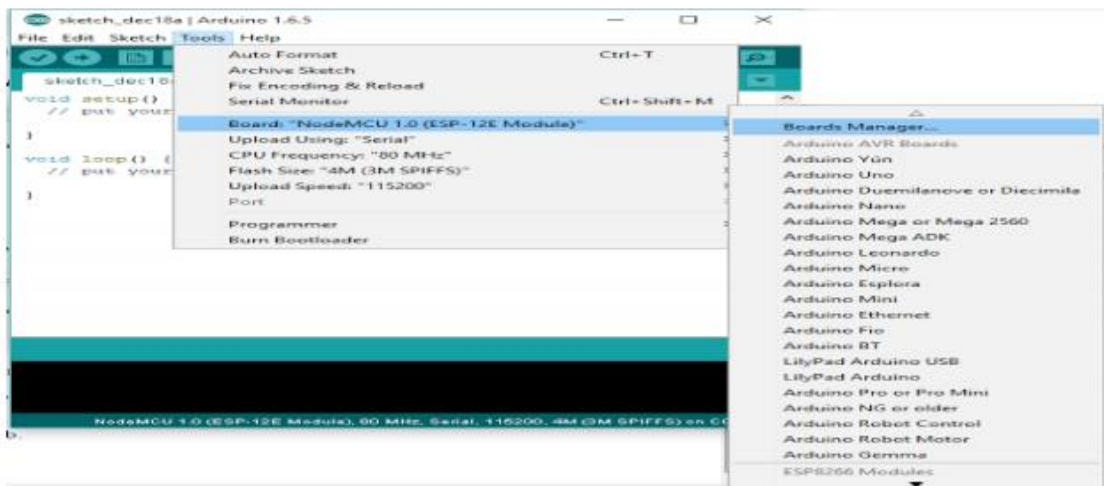 sketch_dec18a | Arduino 1.6.5
File Edit Sketch Tools Help
sketch_dec18
void setup()
// put your
}
void loop() {
// put your
}
Auto Format Ctrl+T
Archive Sketch
Fix Encoding & Reload
Serial Monitor Ctrl+Shift+M
Board: "NodeMCU 1.0 (ESP-12E Module)"
Upload Using: "Serial"
CPU Frequency: "80 MHz"
Flash Size: "4M (3M SPIFFS)"
Upload Speed: "115200"
Port
Programmer
Burn Bootloader
Boards Manager...
Arduino AVR Boards
Arduino Yún
Arduino Uno
Arduino Duemilanove or Diecimila
Arduino Nano
Arduino Mega or Mega 2560
Arduino Mega ADK
Arduino Leonardo
Arduino Micro
Arduino Esplora
Arduino Mini
Arduino Ethernet
Arduino Fio
Arduino BT
LilyPad Arduino USB
LilyPad Arduino
Arduino Pro or Pro Mini
Arduino NG or older
Arduino Robot Control
Arduino Robot Motor
Arduino Gemma
ESP8266 Modules
NodeMCU 1.0 (ESP-12E Module), 80 MHz, Serial, 115200, 4M (3M SPIFFS) on CO
b.